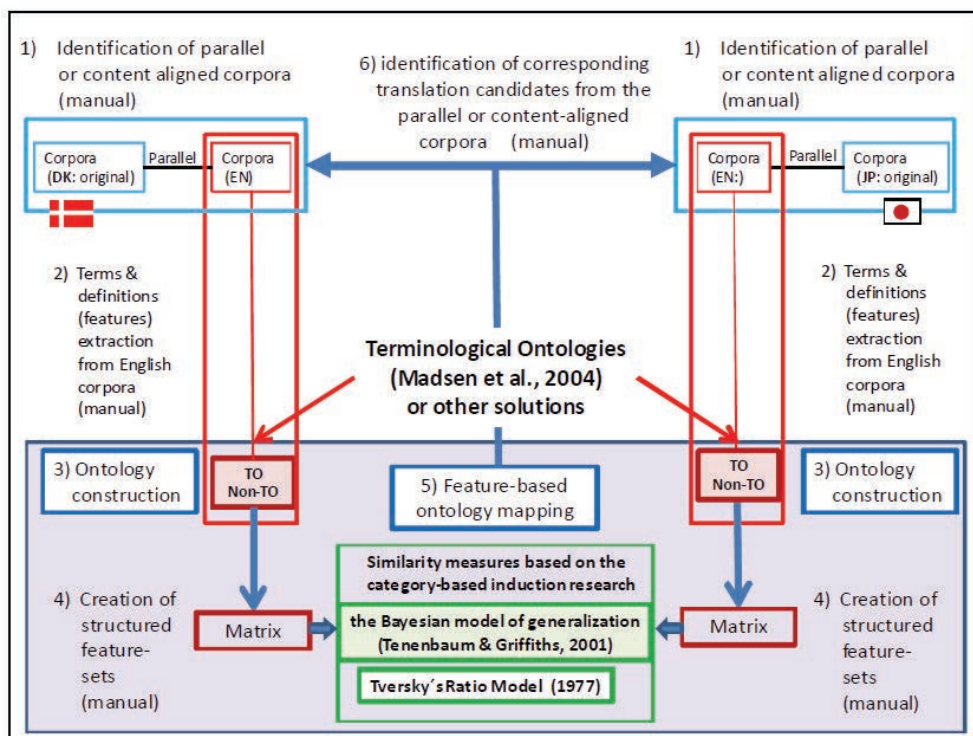 1) Identification of parallel
or content aligned corpora
(manual)
Corpora
(DK: original)
Parallel
Corpora
(EN)
6) identification of corresponding
translation candidates from the
parallel or content-aligned
corpora (manual)
1) Identification of parallel
or content aligned corpora
(manual)
Corpora
(EN:)
Parallel
Corpora
(JP: original)
2) Terms &
definitions
(features)
extraction
from English
corpora
(manual)
Terminological Ontologies
(Madsen et al., 2004)
or other solutions
2) Terms &
definitions
(features)
extraction
from English
corpora
(manual)
3) Ontology
construction
TO
Non-TO
5) Feature-based
ontology mapping
TO
Non-TO
3) Ontology
construction
4) Creation of
structured
feature-
sets
(manual)
Matrix
Similarity measures based on the
category-based induction research
the Bayesian model of generalization
(Tenenbaum & Griffiths, 2001)
Tversky´s Ratio Model (1977)
Matrix
4) Creation of
structured
feature-
sets
(manual)